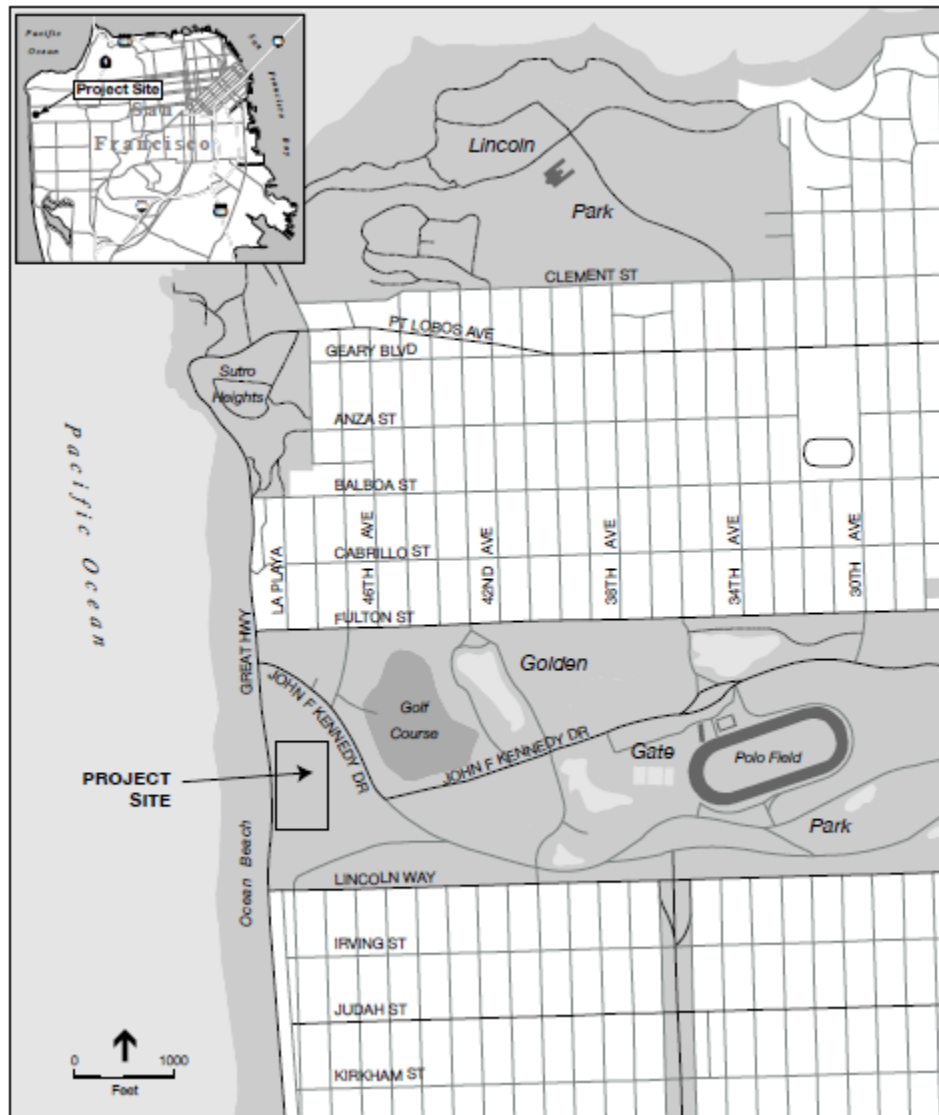 Pacific
Ocean
San
Francisco
Bay
Project Site
San
Francisco
Lincoln
Park
CLEMENT ST
PT LOBOS AVE
GEARY BLVD
Sutro
Heights
ANZA ST
BALBOA ST
Pacific Ocean
LA PLAYA
46TH AVE
CABRILLO ST
42ND AVE
38TH AVE
34TH AVE
30TH AVE
FULTON ST
GREAT HWY
Golden
JOHN F KENNEDY DR
Golf
Course
JOHN F KENNEDY DR
Gate
Polo Field
PROJECT
SITE
Park
Ocean Beach
LINCOLN WAY
IRVING ST
JUDAH ST
KIRKHAM ST
0 1000
Feet